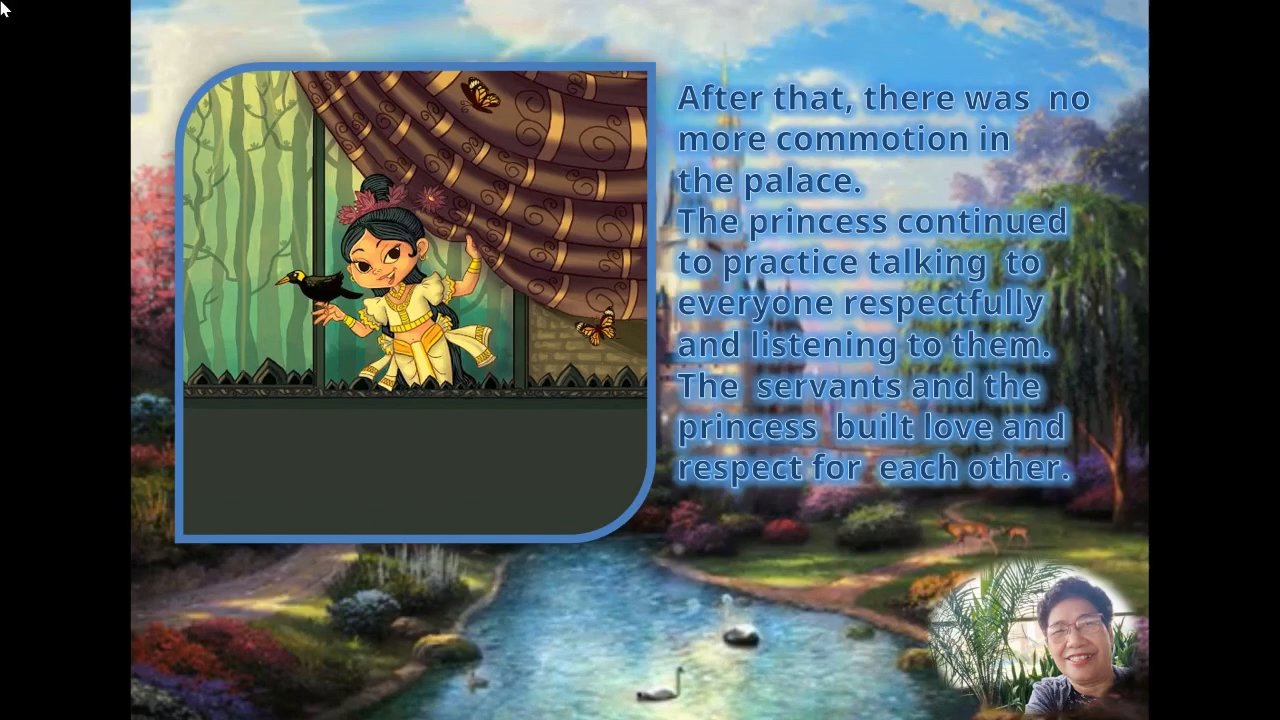 After that, there was no
more commotion in
the palace.
The princess continued
to practice talking to
everyone respectfully
and listening to them.
The servants and the
princess built love and
respect for each other.